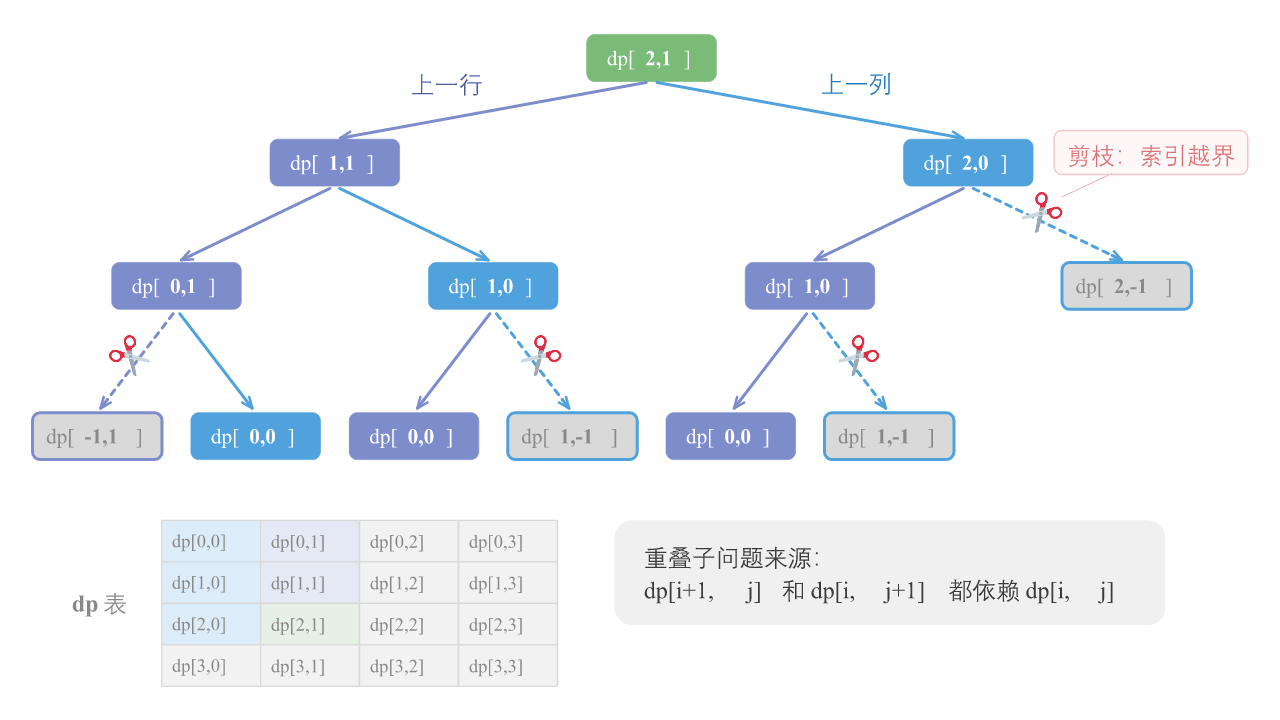 dp[ 2,1 ]
上一行
上一列
dp[ 1,1 ]
dp[ 2,0 ]
剪枝：索引越界
dp[ 0,1 ]
dp[ 1,0 ]
dp[ 1,0 ]
dp[ 2,-1 ]
dp[ -1,1 ]
dp[ 0,0 ]
dp[ 0,0 ]
dp[ 1,-1 ]
dp[ 0,0 ]
dp[ 1,-1 ]
dp[0,0] dp[0,1] dp[0,2] dp[0,3]
dp[1,0] dp[1,1] dp[1,2] dp[1,3]
dp 表
dp[2,0] dp[2,1] dp[2,2] dp[2,3]
dp[3,0] dp[3,1] dp[3,2] dp[3,3]
重叠子问题来源：
dp[i+1, j] 和 dp[i, j+1] 都依赖 dp[i, j]